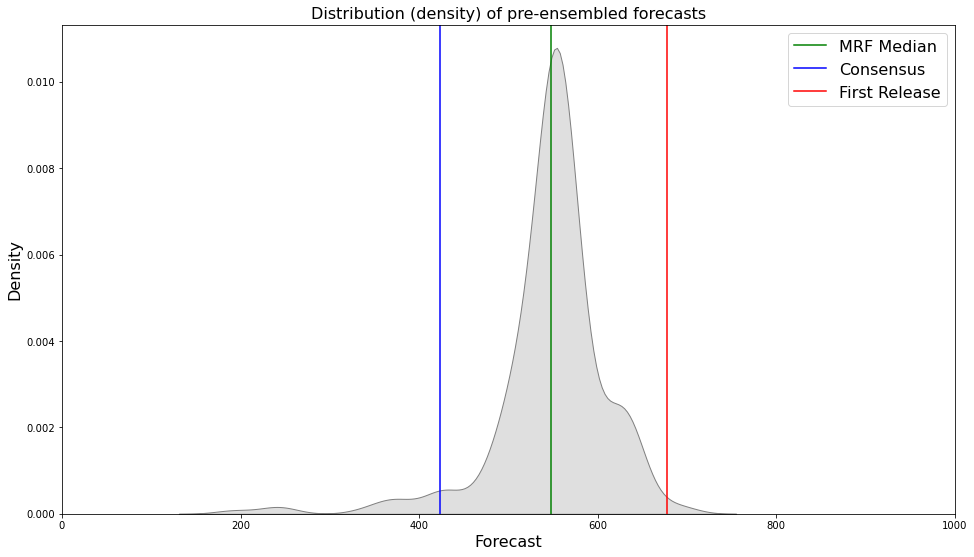 Distribution (density) of pre-ensembled forecasts
MRF Median
Consensus
First Release
Density
0.010
0.008
0.006
0.004
0.002
0.000
0
200
400
600
800
1000
Forecast